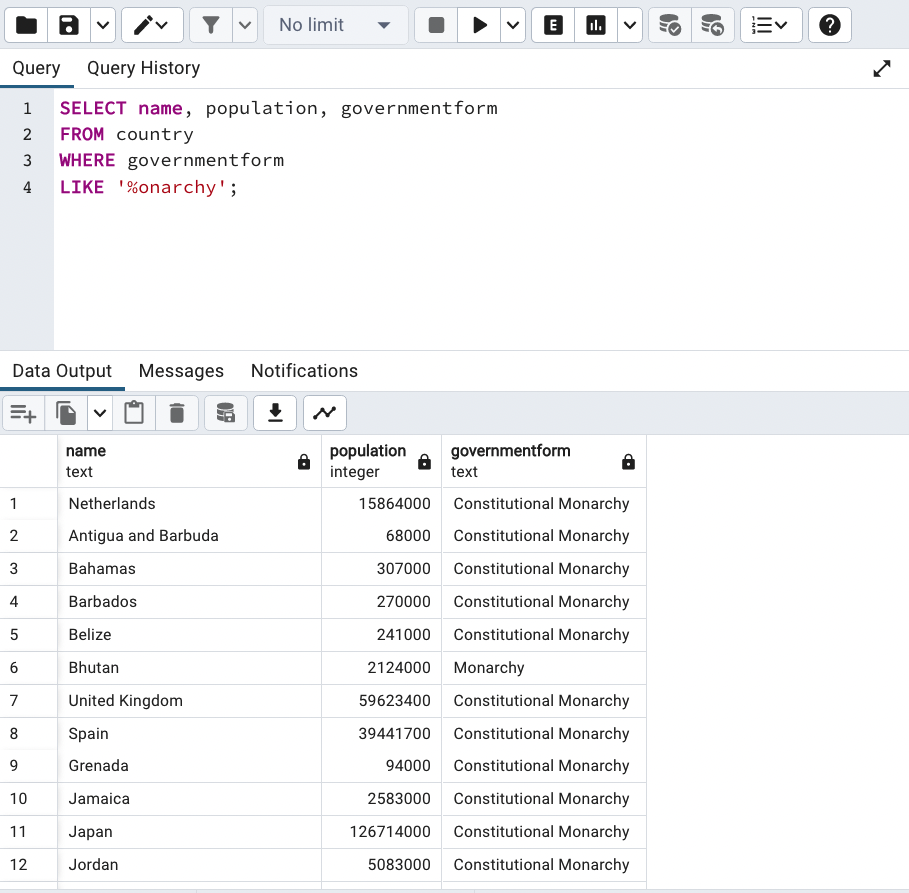 No limit
E
Query Query History
1 SELECT name, population, governmentform
2 FROM country
3 WHERE governmentform
4 LIKE '%onarchy';
Data Output Messages Notifications
name population governmentform
text integer text
1 Netherlands 15864000 Constitutional Monarchy
2 Antigua and Barbuda 68000 Constitutional Monarchy
3 Bahamas 307000 Constitutional Monarchy
4 Barbados 270000 Constitutional Monarchy
5 Belize 241000 Constitutional Monarchy
6 Bhutan 2124000 Monarchy
7 United Kingdom 59623400 Constitutional Monarchy
8 Spain 39441700 Constitutional Monarchy
9 Grenada 94000 Constitutional Monarchy
10 Jamaica 2583000 Constitutional Monarchy
11 Japan 126714000 Constitutional Monarchy
12 Jordan 5083000 Constitutional Monarchy